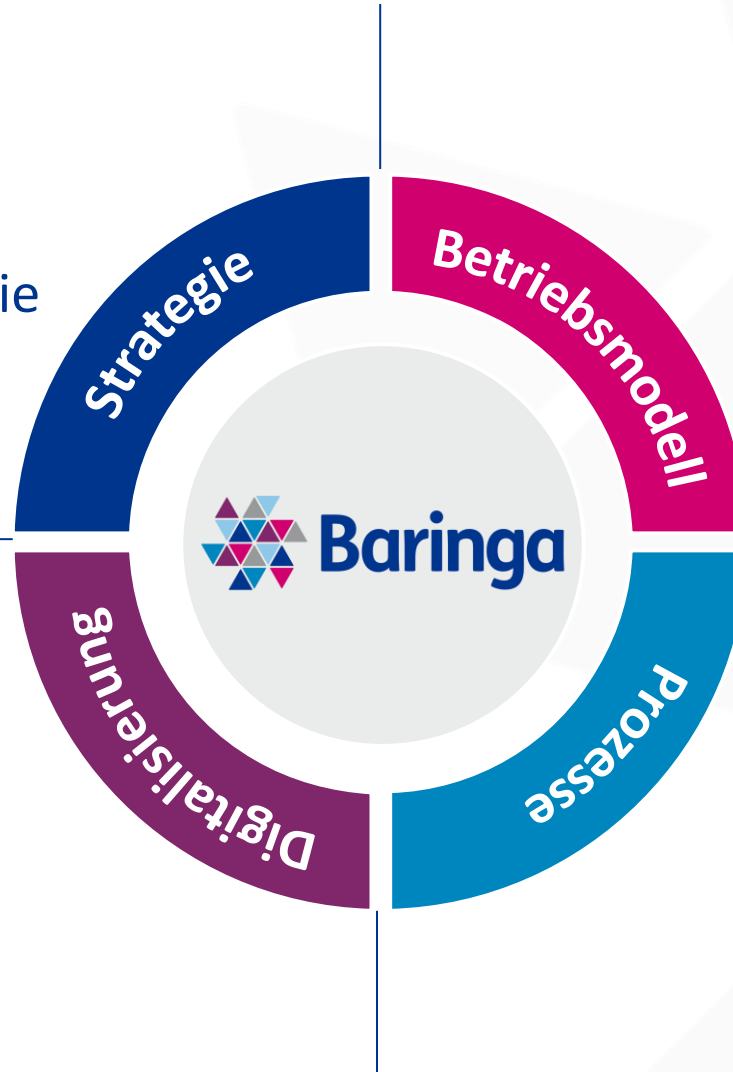 Strategie
Betriebsmodell
ie
Baringa
Digitalisierung
Prozesse